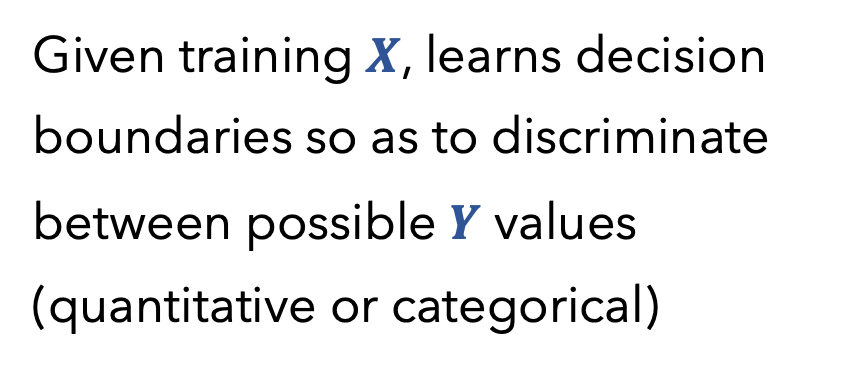 Given training X, learns decision
boundaries so as to discriminate
between possible Y values
(quantitative or categorical)